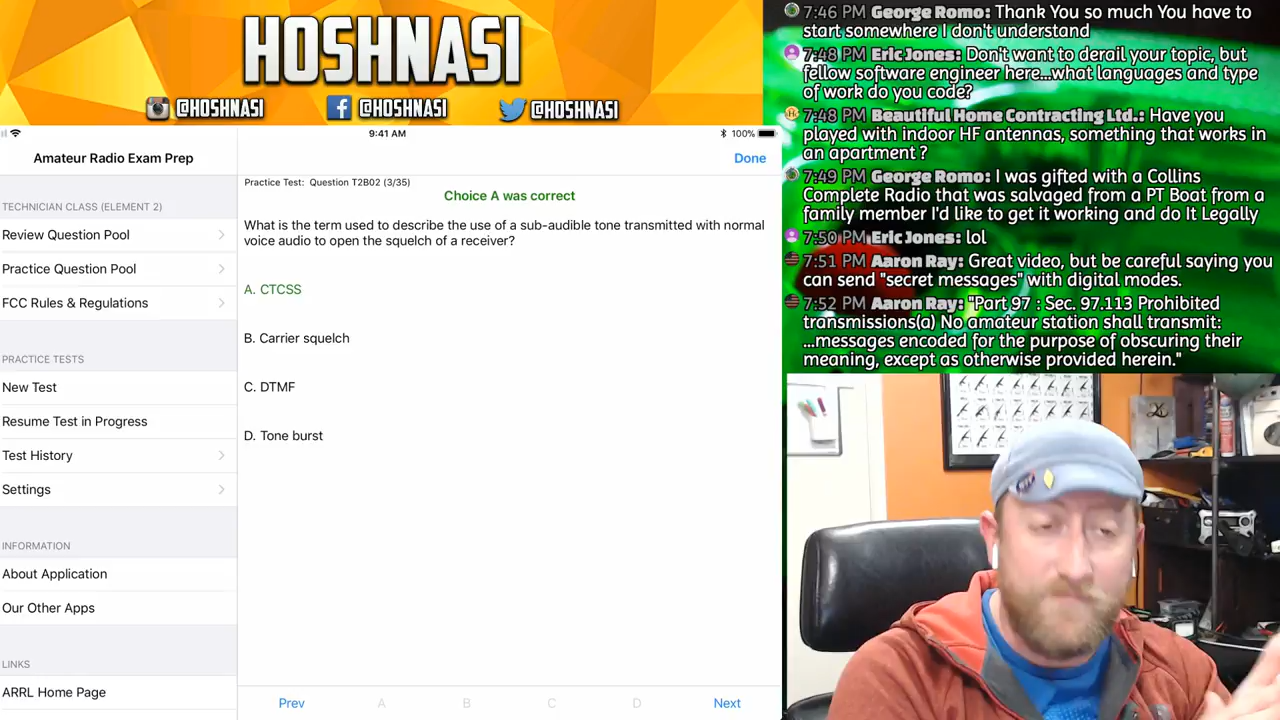 HOSHNASI
@HOSHNASI
@HOSHNASI
@HOSHNASI
9:41 AM
100%
Amateur Radio Exam Prep
Done
TECHNICIAN CLASS (ELEMENT 2)
Review Question Pool
Practice Question Pool
FCC Rules & Regulations
PRACTICE TESTS
New Test
Resume Test in Progress
Test History
Settings
INFORMATION
About Application
Our Other Apps
LINKS
ARRL Home Page
Practice Test: Question T2B02 (3/35)
Choice A was correct
What is the term used to describe the use of a sub-audible tone transmitted with normal
voice audio to open the squelch of a receiver?
A. CTCSS
B. Carrier squelch
C. DTMF
D. Tone burst
Prev
A
B
C
D
Next
7:46 PM George Romo: Thank You so much You have to
start somewhere I don't understand
7:48 PM Eric Jones: Don't want to derail your topic, but
fellow software engineer here...what languages and type
of work do you code?
7:48 PM Beautiful Home Contracting Ltd.: Have you
played with indoor HF antennas, something that works in
an apartment ?
7:49 PM George Romo: I was gifted with a Collins
Complete Radio that was salvaged from a PT Boat from a
family member I'd like to get it working and do It Legally
7:50 PM Eric Jones: lol
7:51 PM Aaron Ray: Great video, but be careful saying you
can send "secret messages" with digital modes.
7:52 PM Aaron Ray: "Part 97 : Sec. 97.113 Prohibited
transmissions(a) No amateur station shall transmit:
...messages encoded for the purpose of obscuring their
meaning, except as otherwise provided herein."